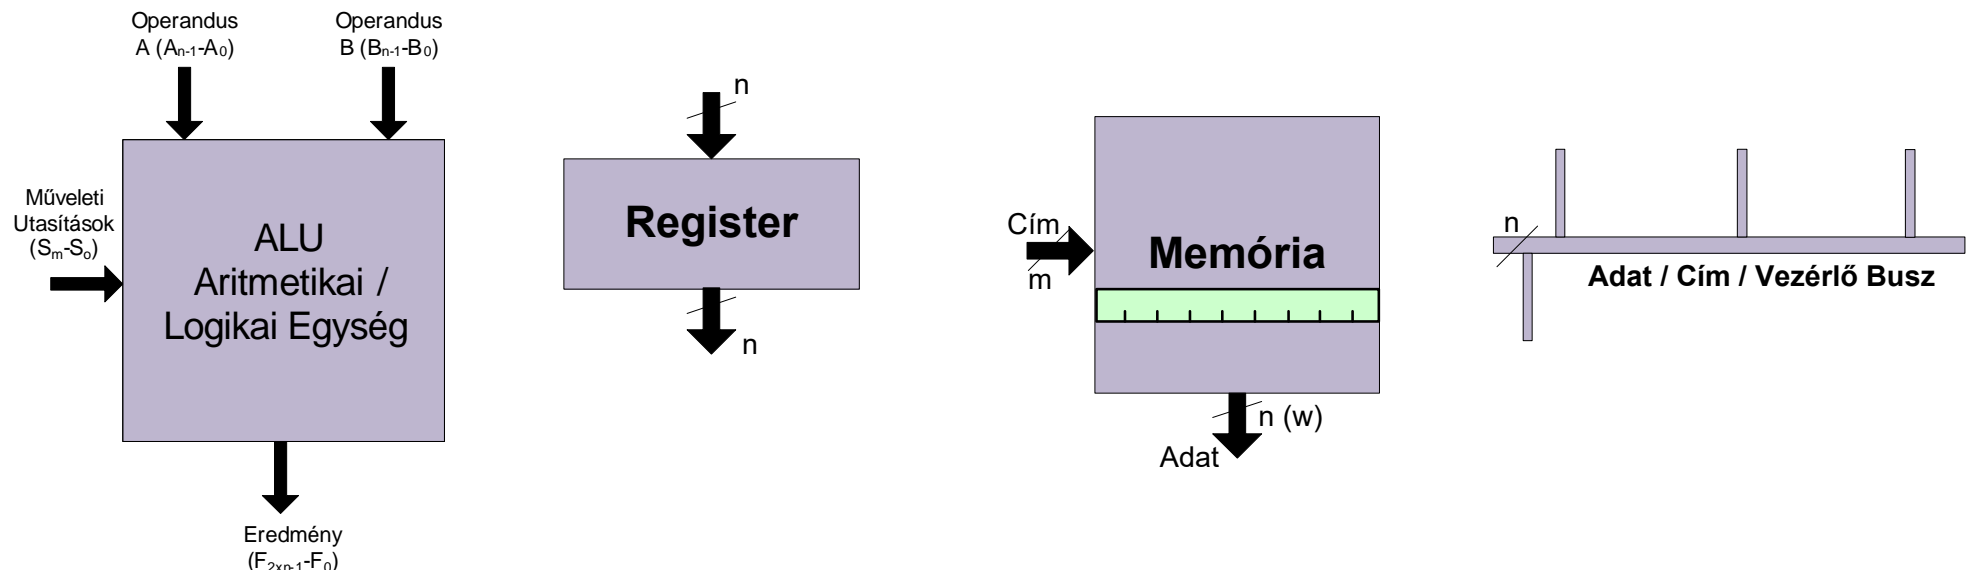 Operandus
A (Aₙ₋₁-A₀)
Operandus
B (Bₙ₋₁-B₀)
Műveleti
Utasítások
(Sₘ-Sₒ)
ALU
Aritmetikai /
Logikai Egység
Eredmény
(F₂ₓₙ₋₁-F₀)
n
Register
n
Cím
m
Memória
n (w)
Adat
n
Adat / Cím / Vezérlő Busz